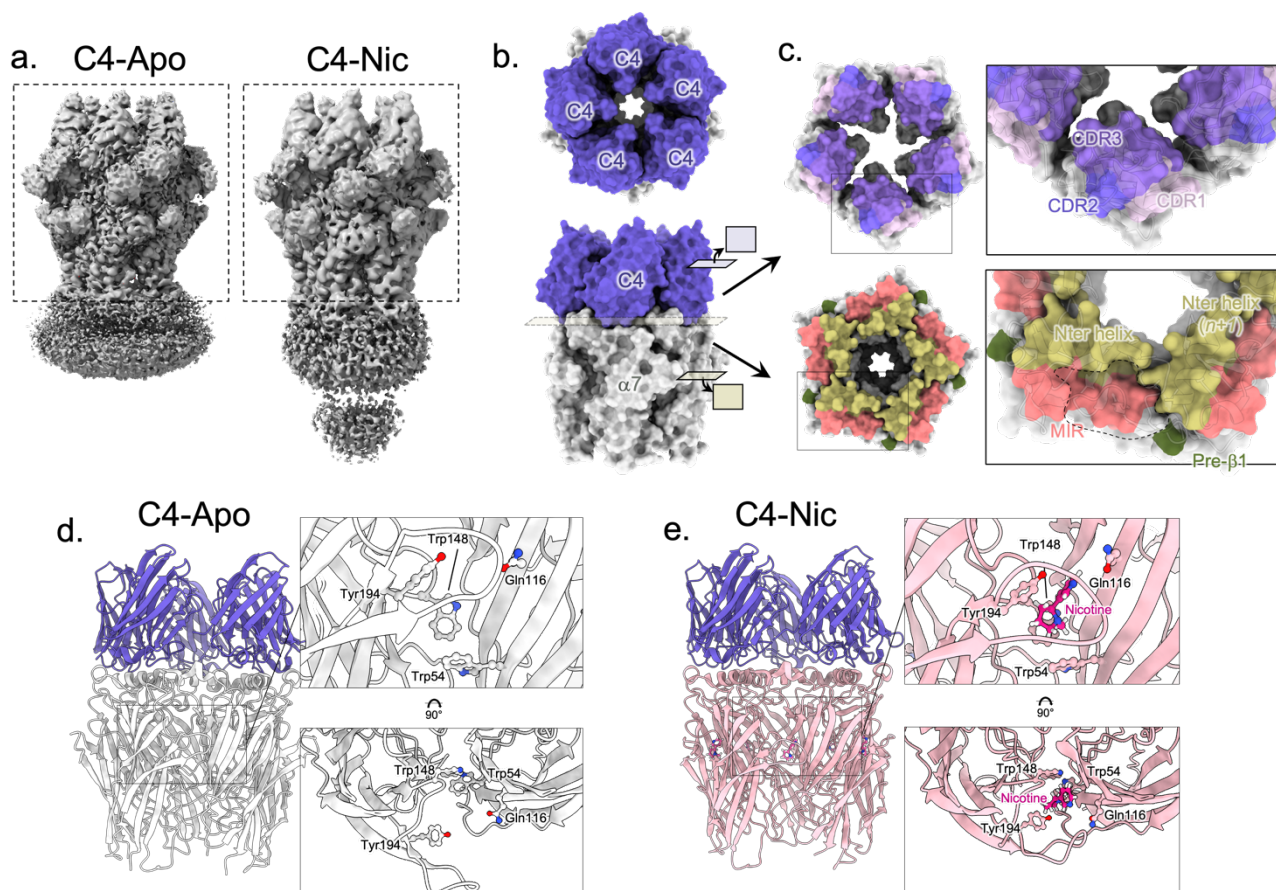 a.
C4-Apo
C4-Nic
b.
C4
C4
C4
C4
C4
C4
α7
c.
CDR3
CDR2
CDR1
Nter helix
Nter helix
(n+1)
MIR
Pre-β1
d.
C4-Apo
Trp148
Tyr194
Gln116
Trp54
90°
Trp148
Trp54
Gln116
Tyr194
e.
C4-Nic
Trp148
Gln116
Tyr194
Nicotine
Trp54
90°
Trp148
Trp54
Nicotine
Tyr194
Gln116